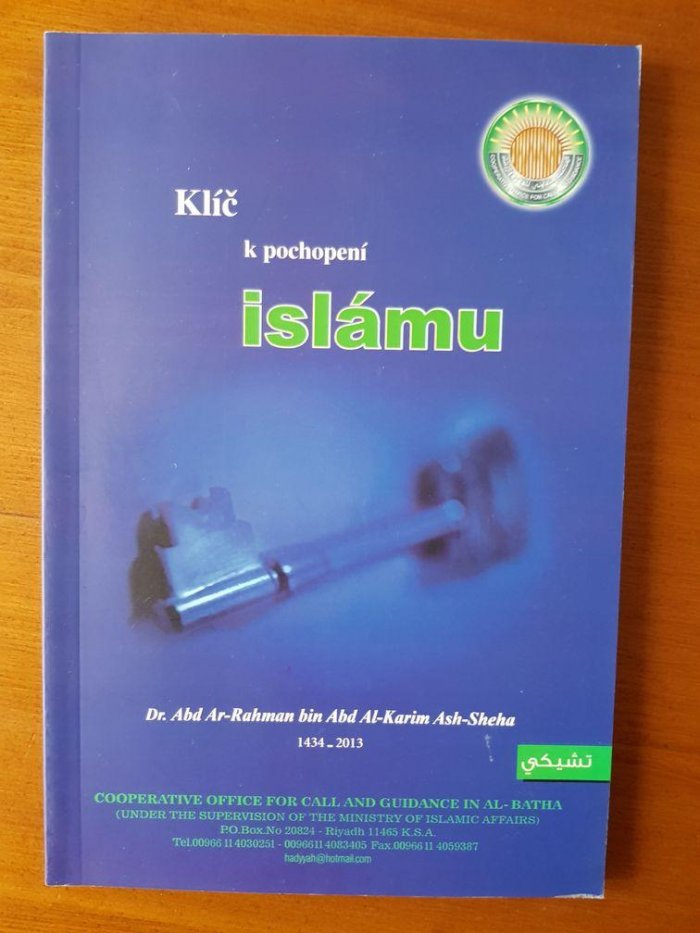 Klíč
k pochopení
islámu
Dr. Abd Ar-Rahman bin Abd Al-Karim Ash-Sheha
1434 - 2013
تشيكي
COOPERATIVE OFFICE FOR CALL AND GUIDANCE IN AL-BATHA
(UNDER THE SUPERVISION OF THE MINISTRY OF ISLAMIC AFFAIRS)
P.O.Box.No 20824 - Riyadh 11465 K.S.A.
Tel.00966 11 4030251 - 00966 11 4083405 Fax.00966 11 4059387
hadyyah@hotmail.com